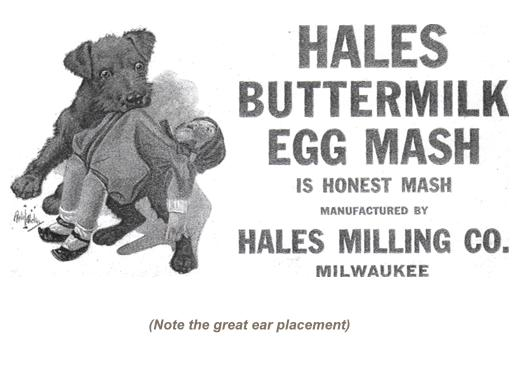 HALES
BUTTERMILK
EGG MASH
IS HONEST MASH
MANUFACTURED BY
HALES MILLING CO.
MILWAUKEE
(Note the great ear placement)